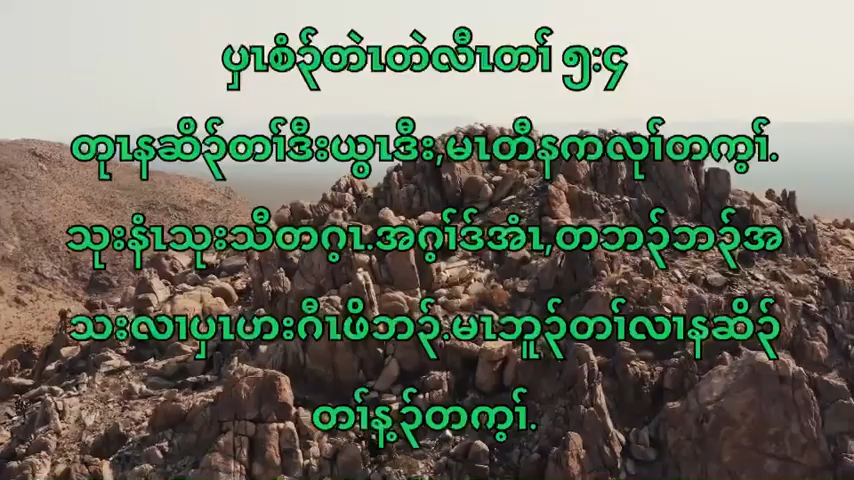 ပှၤစံၣ်တဲၤတဲလီၤတၢ် ၅:၄
တုၤနဆိၣ်တၢ်ဒီးယွၤဒီး,မၤတီနကလုၢ်တက့ၢ်.
သုးနံၤသုးသီတဂ့ၤ.အဂ့ၢ်ဒ်အံၤ,တဘၣ်ဘၣ်အ
သးလၢပှၤဟးဂီၤဖိဘၣ်.မၤဘူၣ်တၢ်လၢနဆိၣ်
တၢ်န့ၣ်တက့ၢ်.